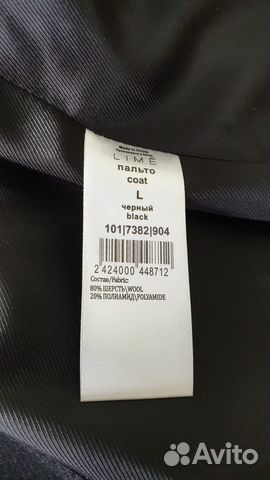 Made in China
LIMÉ
пальто
coat
L
черный
black
101|7382|904
2 424000 448712
Состав/Fabric:
80% ШЕРСТЬ\WOOL
20% ПОЛИАМИД\POLYAMIDE
Avito